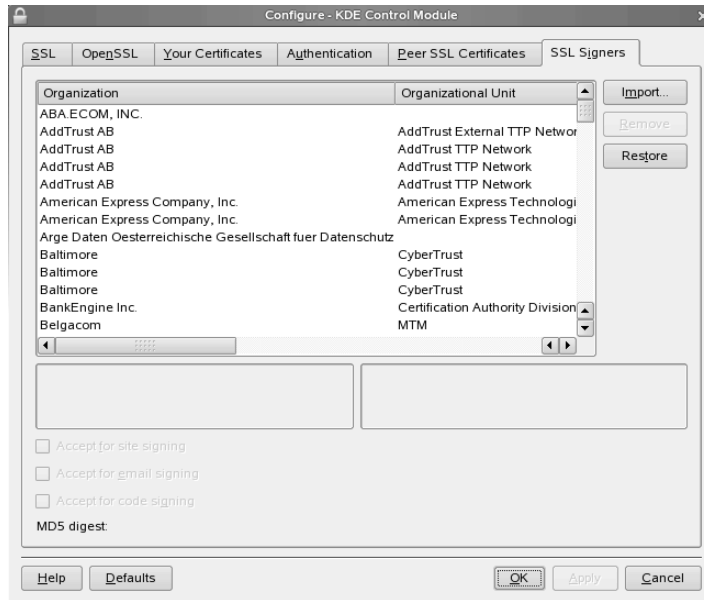 Configure - KDE Control Module
SSL OpenSSL Your Certificates Authentication Peer SSL Certificates SSL Signers
Organization Organizational Unit
ABA.ECOM, INC.
AddTrust AB AddTrust External TTP Networ
AddTrust AB AddTrust TTP Network
AddTrust AB AddTrust TTP Network
AddTrust AB AddTrust TTP Network
American Express Company, Inc. American Express Technologi
American Express Company, Inc. American Express Technologi
Arge Daten Oesterreichische Gesellschaft fuer Datenschutz
Baltimore CyberTrust
Baltimore CyberTrust
Baltimore CyberTrust
BankEngine Inc. Certification Authority Division
Belgacom MTM
Import...
Remove
Restore
Accept for site signing
Accept for email signing
Accept for code signing
MD5 digest:
Help Defaults OK Apply Cancel